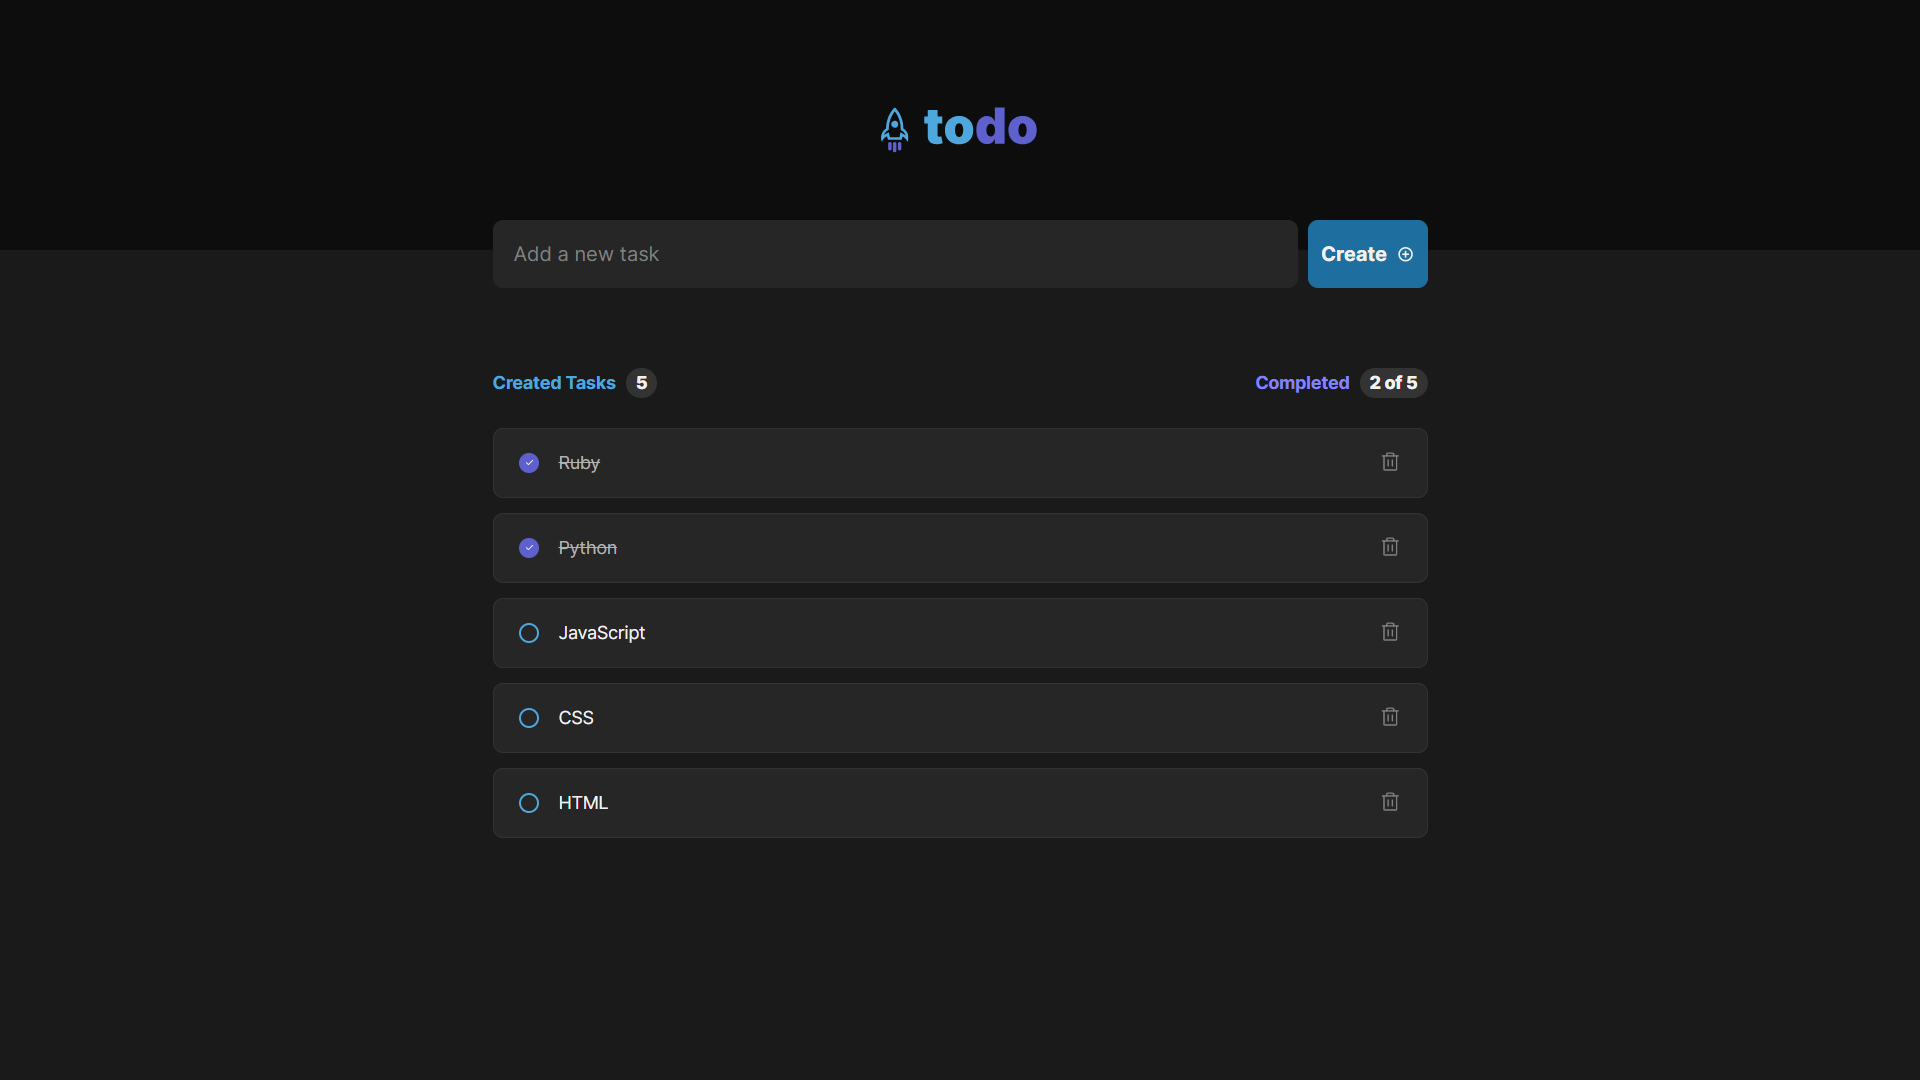 todo
Add a new task
Create
Created Tasks 5
Completed 2 of 5
Ruby
Python
JavaScript
CSS
HTML